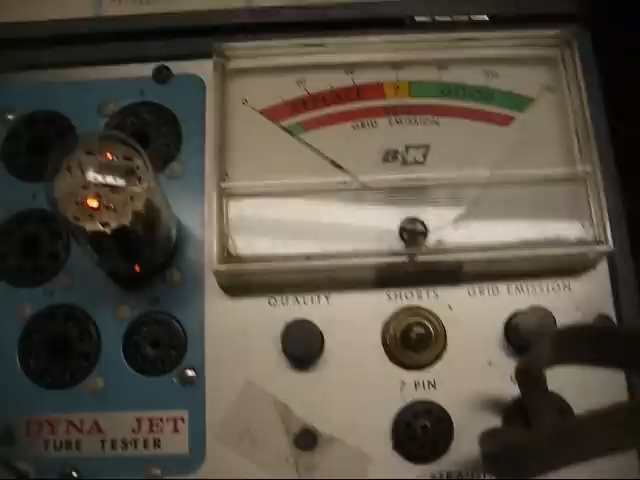 REPLACE ? GOOD
GRID EMISSION
B&K
QUALITY SHORTS GRID EMISSION
7 PIN
DYNA JET
TUBE TESTER